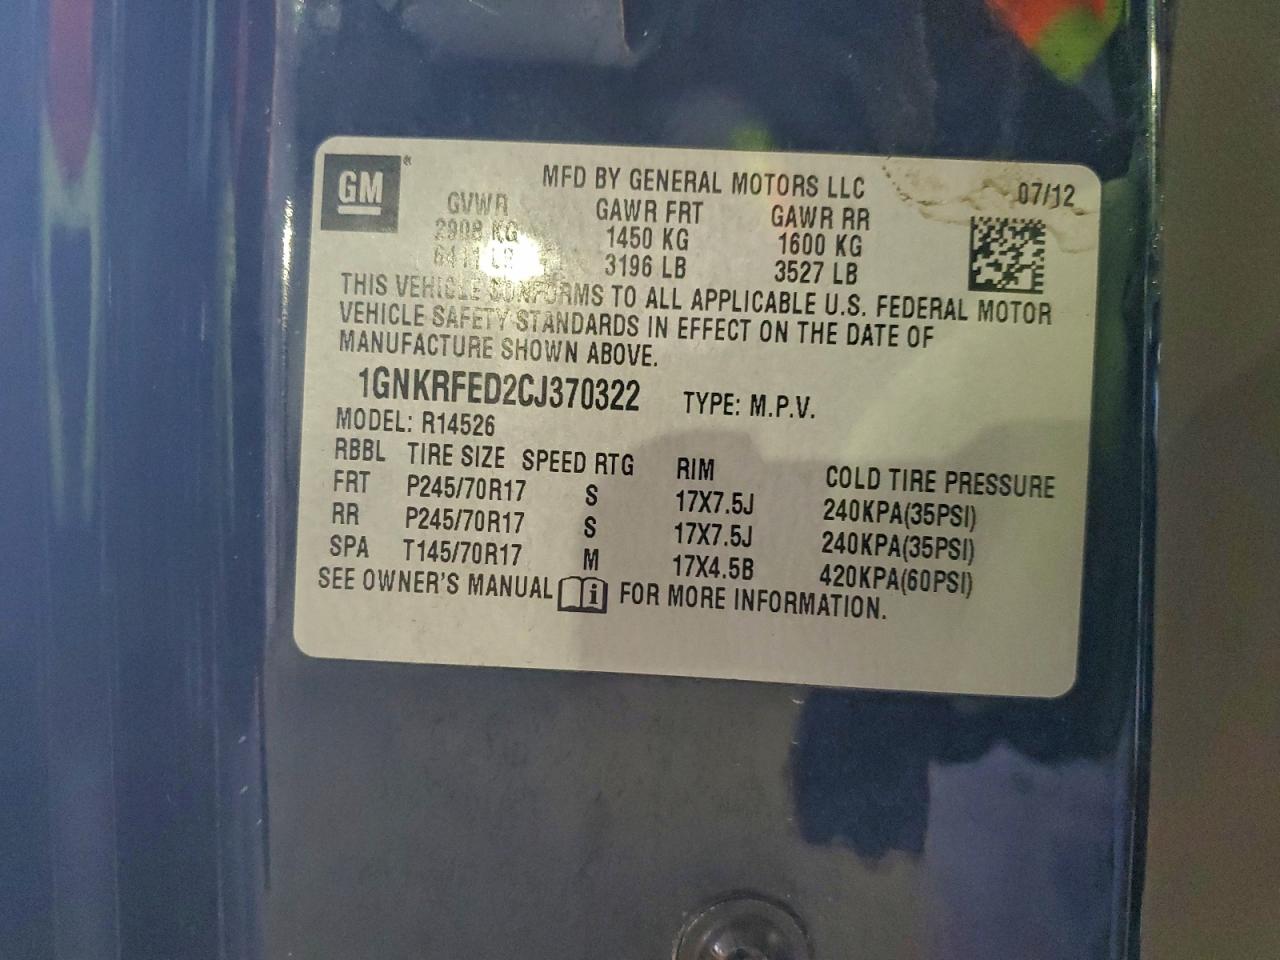 GM
MFD BY GENERAL MOTORS LLC 07/12
GVWR GAWR FRT GAWR RR
2908 KG 1450 KG 1600 KG
6411 LB 3196 LB 3527 LB
THIS VEHICLE CONFORMS TO ALL APPLICABLE U.S. FEDERAL MOTOR
VEHICLE SAFETY STANDARDS IN EFFECT ON THE DATE OF
MANUFACTURE SHOWN ABOVE.
1GNKRFED2CJ370322 TYPE: M.P.V.
MODEL: R14526
RBBL TIRE SIZE SPEED RTG RIM COLD TIRE PRESSURE
FRT P245/70R17 S 17X7.5J 240KPA(35PSI)
RR P245/70R17 S 17X7.5J 240KPA(35PSI)
SPA T145/70R17 M 17X4.5B 420KPA(60PSI)
SEE OWNER'S MANUAL i FOR MORE INFORMATION.